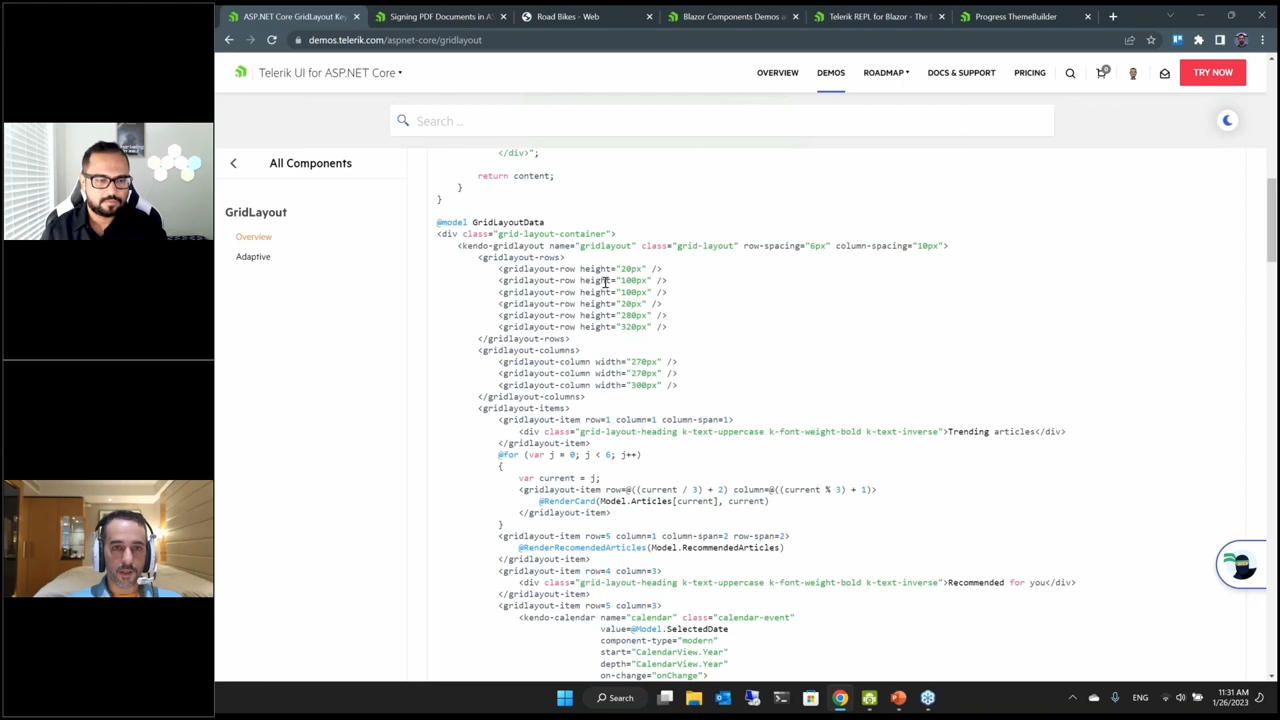 ASP.NET Core GridLayout Key
Signing PDF Documents in AS
Road Bikes - Web
Blazor Components Demos a
Telerik REPL for Blazor - The
Progress ThemeBuilder
demos.telerik.com/aspnet-core/gridlayout
Telerik UI for ASP.NET Core
OVERVIEW
DEMOS
ROADMAP
DOCS & SUPPORT
PRICING
0
TRY NOW
Search ...
All Components
GridLayout
Overview
Adaptive
</div>";
return content;
}
}
@model GridLayoutData
<div class="grid-layout-container">
<kendo-gridlayout name="gridlayout" class="grid-layout" row-spacing="6px" column-spacing="10px">
<gridlayout-rows>
<gridlayout-row height="20px" />
<gridlayout-row height="100px" />
<gridlayout-row height="100px" />
<gridlayout-row height="20px" />
<gridlayout-row height="280px" />
<gridlayout-row height="320px" />
</gridlayout-rows>
<gridlayout-columns>
<gridlayout-column width="270px" />
<gridlayout-column width="270px" />
<gridlayout-column width="300px" />
</gridlayout-columns>
<gridlayout-items>
<gridlayout-item row=1 column=1 column-span=1>
<div class="grid-layout-heading k-text-uppercase k-font-weight-bold k-text-inverse">Trending articles</div>
</gridlayout-item>
@for (var j = 0; j < 6; j++)
{
var current = j;
<gridlayout-item row=@((current / 3) + 2) column=@((current % 3) + 1)>
@RenderCard(Model.Articles[current], current)
</gridlayout-item>
}
<gridlayout-item row=5 column=1 column-span=2 row-span=2>
@RenderRecomendedArticles(Model.RecommendedArticles)
</gridlayout-item>
<gridlayout-item row=4 column=3>
<div class="grid-layout-heading k-text-uppercase k-font-weight-bold k-text-inverse">Recommended for you</div>
</gridlayout-item>
<gridlayout-item row=5 column=3>
<kendo-calendar name="calendar" class="calendar-event"
value=@Model.SelectedDate
component-type="modern"
start="CalendarView.Year"
depth="CalendarView.Year"
on-change="onChange">
Search
ENG
11:31 AM
1/26/2023